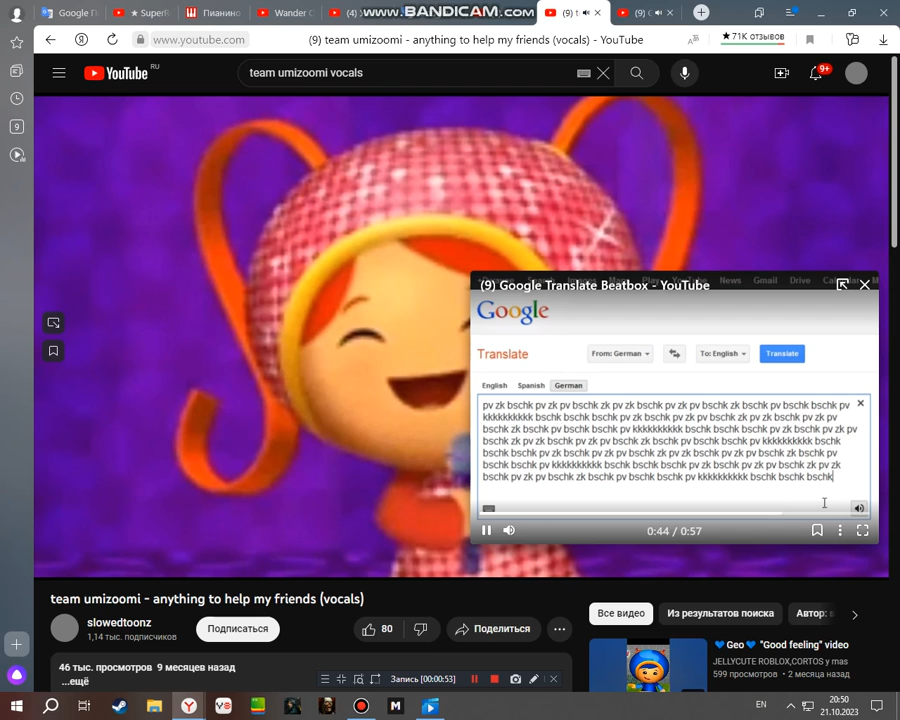 Google П
★ SuperR
Пианино
Wander C
(4)
www.BANDICAM.com
(9) t
(9) G
www.youtube.com
(9) team umizoomi - anything to help my friends (vocals) - YouTube
★ 71K отзывов
YouTube RU
team umizoomi vocals
9+
9
News Gmail Drive
(9) Google Translate Beatbox - YouTube
Google
Translate
From: German
To: English
Translate
English Spanish German
pv zk bschk pv zk pv bschk zk pv zk bschk pv zk pv bschk zk bschk pv bschk bschk pv
kkkkkkkkkk bschk bschk bschk pv zk bschk pv zk pv bschk zk pv zk bschk pv zk pv
bschk zk bschk pv bschk bschk pv kkkkkkkkkk bschk bschk bschk pv zk bschk pv zk pv
bschk zk pv zk bschk pv zk pv bschk zk bschk pv bschk bschk pv kkkkkkkkkk bschk
bschk bschk pv zk bschk pv zk pv bschk zk pv zk bschk pv zk pv bschk zk bschk pv
bschk bschk pv kkkkkkkkkk bschk bschk bschk pv zk bschk pv zk pv bschk zk pv zk
bschk pv zk pv bschk zk bschk pv bschk bschk pv kkkkkkkkkk bschk bschk bschk
0:44 / 0:57
team umizoomi - anything to help my friends (vocals)
slowedtoonz
1,14 тыс. подписчиков
Подписаться
80
Поделиться
Все видео
Из результатов поиска
Автор: s
46 тыс. просмотров 9 месяцев назад
...ещё
Запись [00:00:53]
💙 Geo 💙 "Good feeling" video
JELLYCUTE ROBLOX,CORTOS y mas
599 просмотров • 2 месяца назад
EN
20:50
21.10.2023